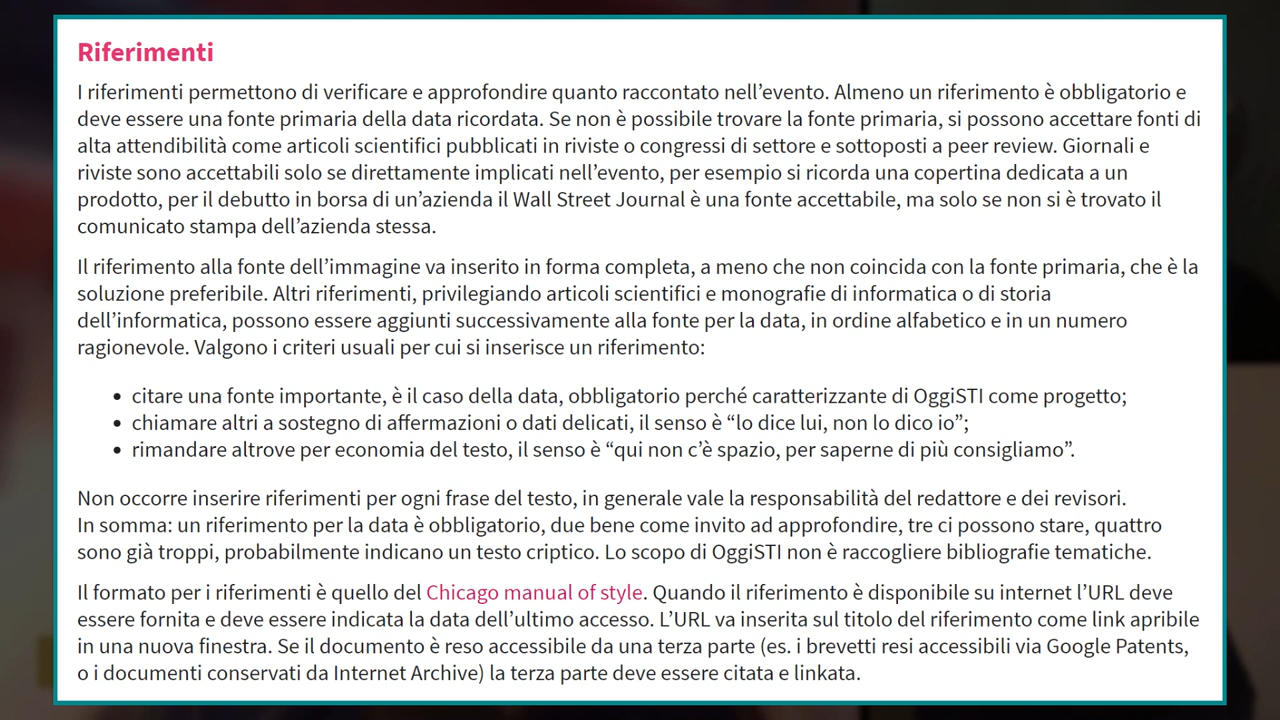 Riferimenti
I riferimenti permettono di verificare e approfondire quanto raccontato nell’evento. Almeno un riferimento è obbligatorio e
deve essere una fonte primaria della data ricordata. Se non è possibile trovare la fonte primaria, si possono accettare fonti di
alta attendibilità come articoli scientifici pubblicati in riviste o congressi di settore e sottoposti a peer review. Giornali e
riviste sono accettabili solo se direttamente implicati nell’evento, per esempio si ricorda una copertina dedicata a un
prodotto, per il debutto in borsa di un’azienda il Wall Street Journal è una fonte accettabile, ma solo se non si è trovato il
comunicato stampa dell’azienda stessa.
Il riferimento alla fonte dell’immagine va inserito in forma completa, a meno che non coincida con la fonte primaria, che è la
soluzione preferibile. Altri riferimenti, privilegiando articoli scientifici e monografie di informatica o di storia
dell’informatica, possono essere aggiunti successivamente alla fonte per la data, in ordine alfabetico e in un numero
ragionevole. Valgono i criteri usuali per cui si inserisce un riferimento:
• citare una fonte importante, è il caso della data, obbligatorio perché caratterizzante di OggiSTI come progetto;
• chiamare altri a sostegno di affermazioni o dati delicati, il senso è “lo dice lui, non lo dico io”;
• rimandare altrove per economia del testo, il senso è “qui non c’è spazio, per saperne di più consigliamo”.
Non occorre inserire riferimenti per ogni frase del testo, in generale vale la responsabilità del redattore e dei revisori.
In somma: un riferimento per la data è obbligatorio, due bene come invito ad approfondire, tre ci possono stare, quattro
sono già troppi, probabilmente indicano un testo criptico. Lo scopo di OggiSTI non è raccogliere bibliografie tematiche.
Il formato per i riferimenti è quello del Chicago manual of style. Quando il riferimento è disponibile su internet l’URL deve
essere fornita e deve essere indicata la data dell’ultimo accesso. L’URL va inserita sul titolo del riferimento come link apribile
in una nuova finestra. Se il documento è reso accessibile da una terza parte (es. i brevetti resi accessibili via Google Patents,
o i documenti conservati da Internet Archive) la terza parte deve essere citata e linkata.